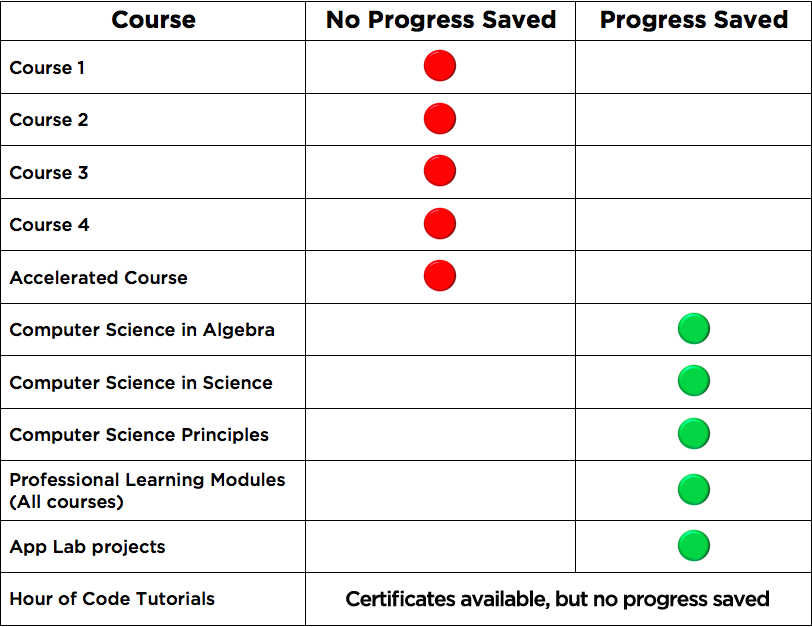 Course No Progress Saved Progress Saved
Course 1
Course 2
Course 3
Course 4
Accelerated Course
Computer Science in Algebra
Computer Science in Science
Computer Science Principles
Professional Learning Modules
(All courses)
App Lab projects
Hour of Code Tutorials Certificates available, but no progress saved